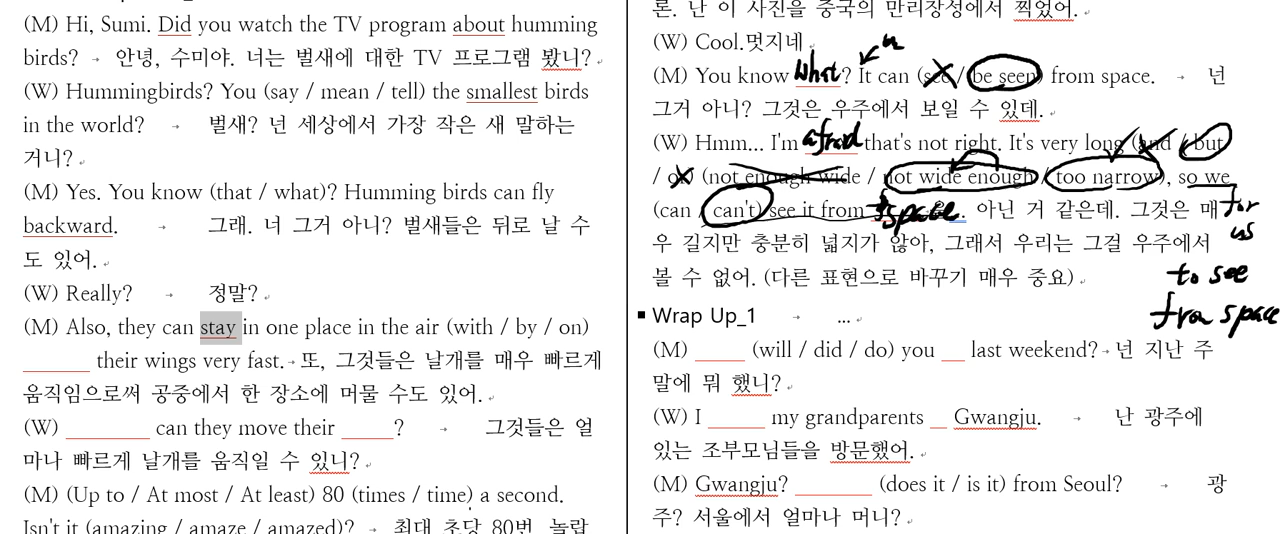 (M) Hi, Sumi. Did you watch the TV program about humming
birds? → 안녕, 수미야. 너는 벌새에 대한 TV 프로그램 봤니?
(W) Hummingbirds? You (say / mean / tell) the smallest birds
in the world? → 벌새? 넌 세상에서 가장 작은 새 말하는
거니?
(M) Yes. You know (that / what)? Humming birds can fly
backward. → 그래. 너 그거 아니? 벌새들은 뒤로 날 수
도 있어.
(W) Really? → 정말?
(M) Also, they can stay in one place in the air (with / by / on)
______ their wings very fast. → 또, 그것들은 날개를 매우 빠르게
움직임으로써 공중에서 한 장소에 머물 수도 있어.
(W) ______ can they move their ____? → 그것들은 얼
마나 빠르게 날개를 움직일 수 있니?
(M) (Up to / At most / At least) 80 (times / time) a second.
Isn't it (amazing / amaze / amazed)? → 최대 초당 80번. 놀랍
론. 난 이 사진을 중국의 만리장성에서 찍었어.
(W) Cool.멋지네
(M) You know what? It can (see / be seen) from space. → 넌
그거 아니? 그것은 우주에서 보일 수 있데.
(W) Hmm... I'm afraid that's not right. It's very long (and / but
/ or) (not enough wide / not wide enough / too narrow), so we
(can / can't) see it from space. 아닌 거 같은데. 그것은 매
for
us
우 길지만 충분히 넓지가 않아, 그래서 우리는 그걸 우주에서
볼 수 없어. (다른 표현으로 바꾸기 매우 중요)
to see
from space
■ Wrap Up_1 → ...
(M) ____ (will / did / do) you __ last weekend? → 넌 지난 주
말에 뭐 했니?
(W) I _____ my grandparents __ Gwangju. → 난 광주에
있는 조부모님들을 방문했어.
(M) Gwangju? ______ (does it / is it) from Seoul? → 광
주? 서울에서 얼마나 머니?